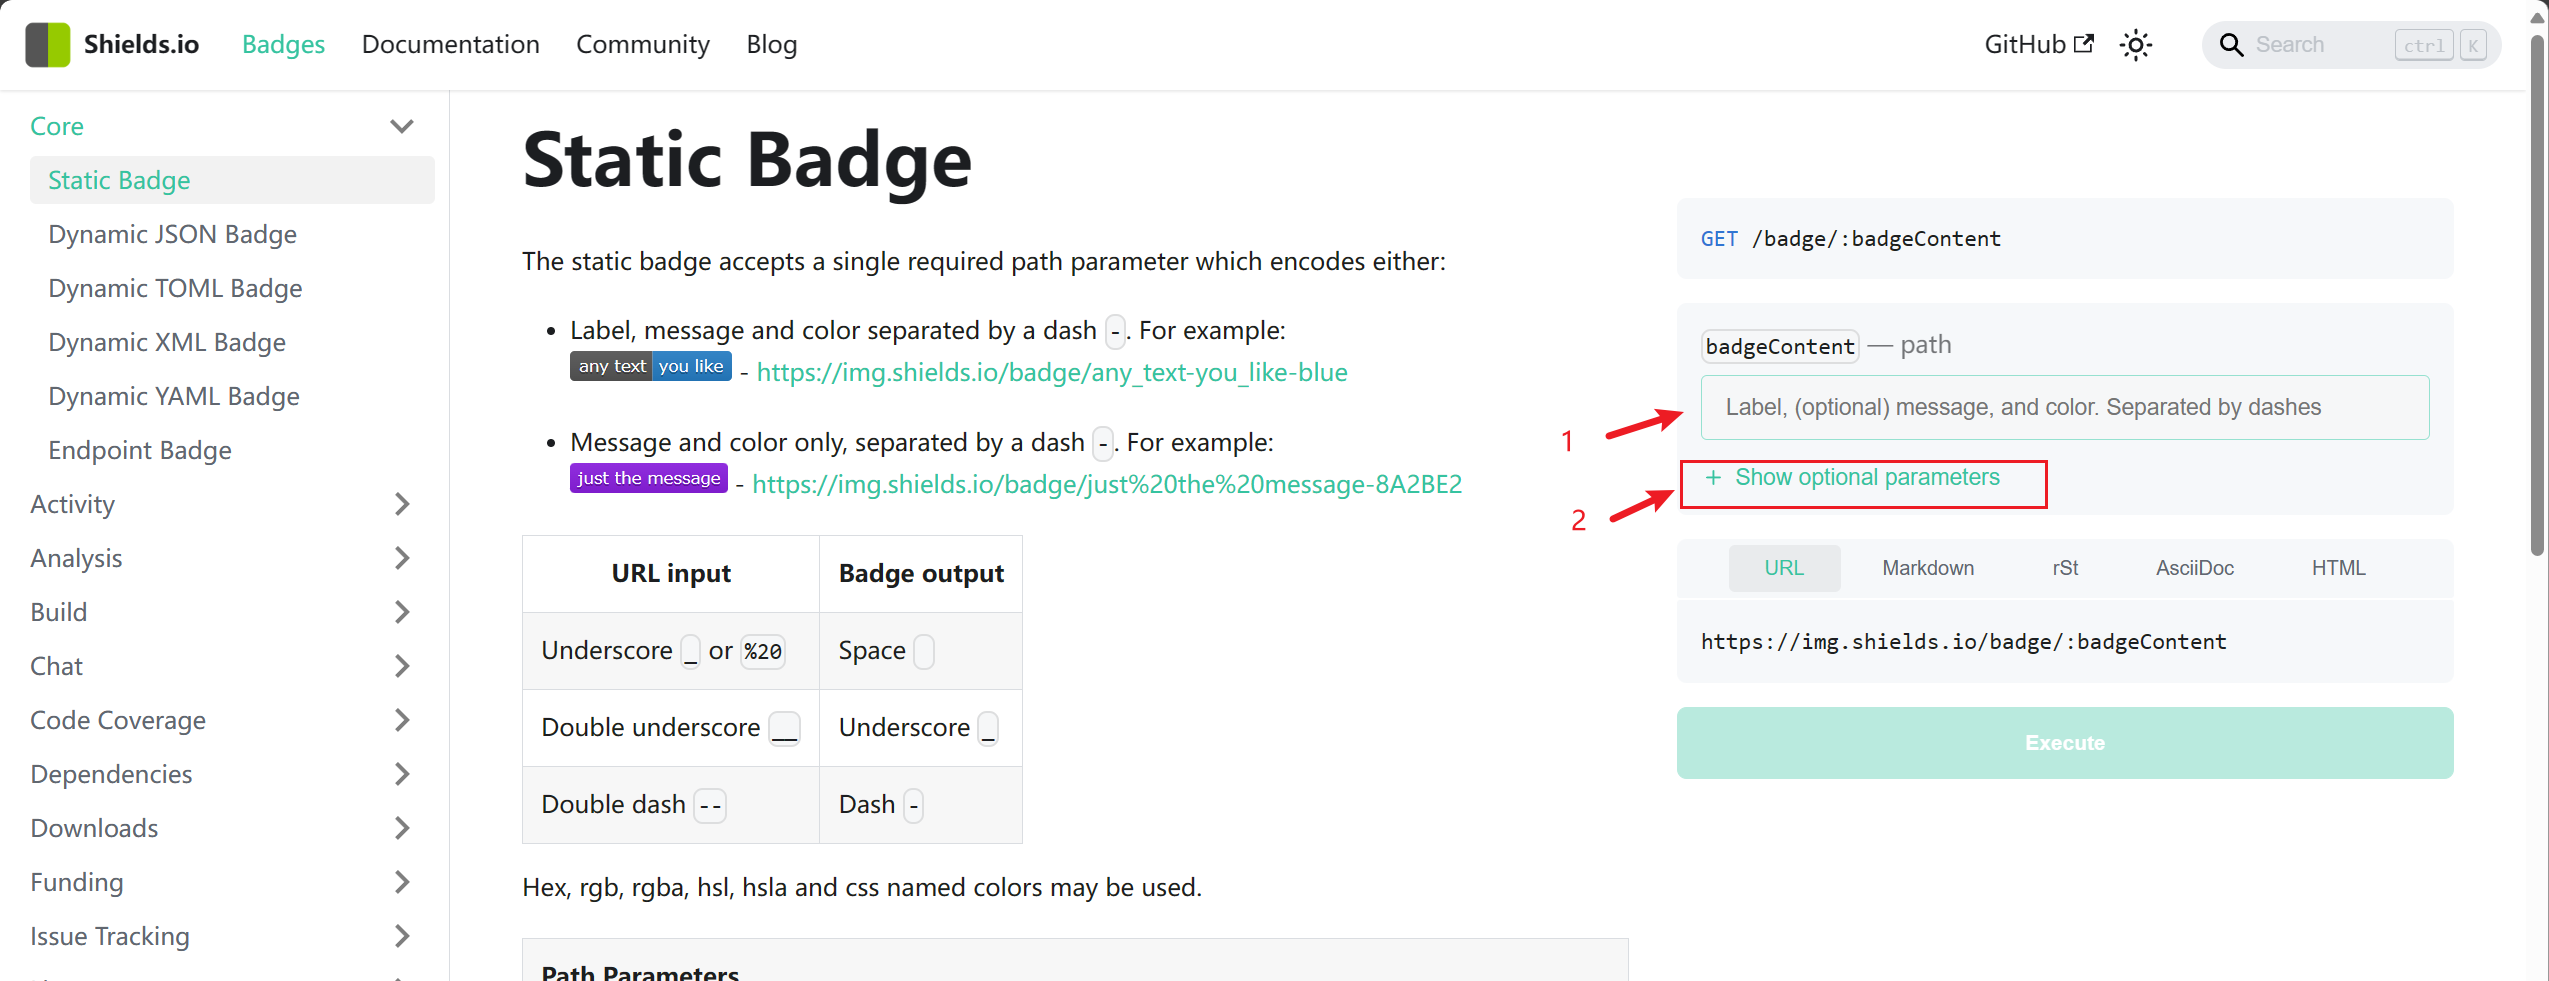 Shields.io Badges Documentation Community Blog GitHub Search ctrl K
Core
Static Badge
Dynamic JSON Badge
Dynamic TOML Badge
Dynamic XML Badge
Dynamic YAML Badge
Endpoint Badge
Activity
Analysis
Build
Chat
Code Coverage
Dependencies
Downloads
Funding
Issue Tracking
Static Badge
The static badge accepts a single required path parameter which encodes either:
• Label, message and color separated by a dash -. For example:
any text you like - https://img.shields.io/badge/any_text-you_like-blue
• Message and color only, separated by a dash -. For example:
just the message - https://img.shields.io/badge/just%20the%20message-8A2BE2
URL input Badge output
Underscore _ or %20 Space
Double underscore __ Underscore _
Double dash -- Dash -
Hex, rgb, rgba, hsl, hsla and css named colors may be used.
Path Parameters
GET /badge/:badgeContent
badgeContent — path
Label, (optional) message, and color. Separated by dashes
1
+ Show optional parameters
2
URL Markdown rSt AsciiDoc HTML
https://img.shields.io/badge/:badgeContent
Execute